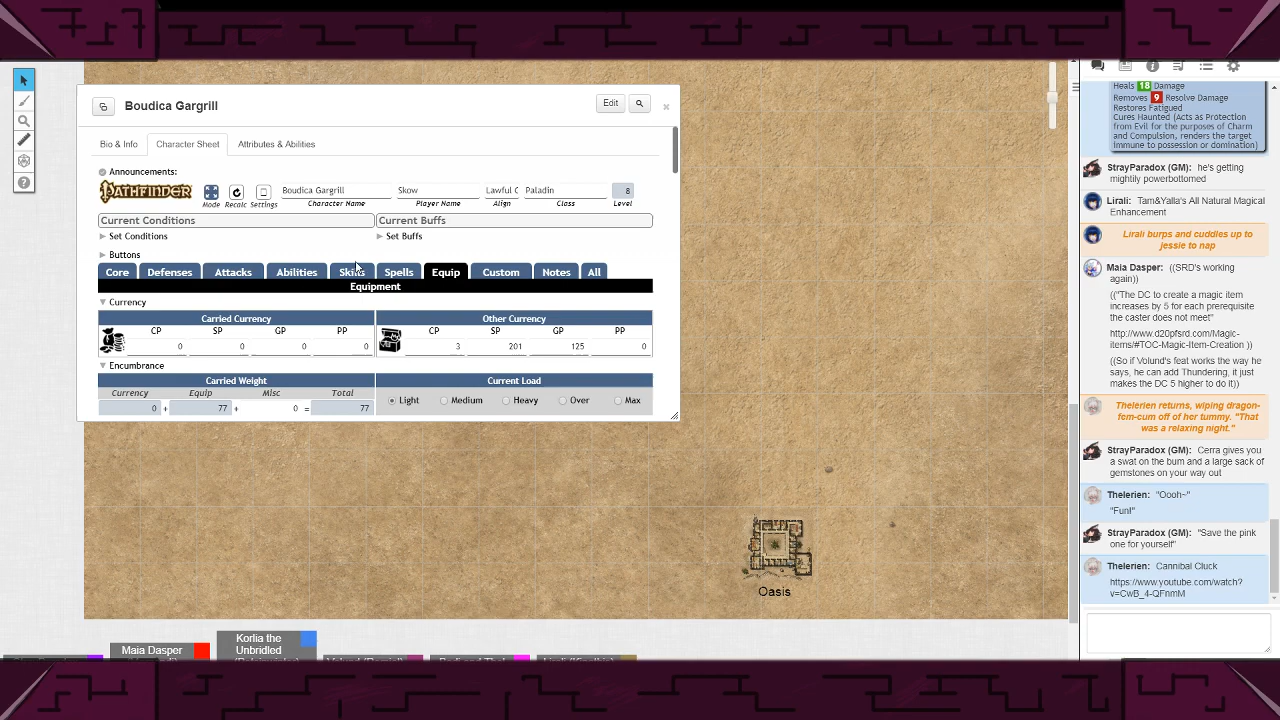 Boudica Gargrill
Edit
Bio & Info
Character Sheet
Attributes & Abilities
Announcements:
PATHFINDER
Mode
Recalc
Settings
Boudica Gargrill
Skow
Lawful C
Paladin
8
Character Name
Player Name
Align
Class
Level
Current Conditions
Current Buffs
Set Conditions
Set Buffs
Buttons
Core
Defenses
Attacks
Abilities
Skills
Spells
Equip
Custom
Notes
All
Equipment
Currency
Carried Currency
Other Currency
CP SP GP PP
CP SP GP PP
0 0 0 0
3 201 125 0
Encumbrance
Carried Weight
Current Load
Currency Equip Misc Total
Light Medium Heavy Over Max
0 + 77 + 0 = 77
Oasis
Maia Dasper
Korlia the
Unbridled
Heals 18 Damage
Removes 9 Resolve Damage
Restores Fatigued
Cures Haunted (Acts as Protection
from Evil for the purposes of Charm
and Compulsion, renders the target
immune to possession or domination)
StrayParadox (GM): he's getting
mightily powerbottomed
Lirali: Tam&Yalla's All Natural Magical
Enhancement
Lirali burps and cuddles up to
jessie to nap
Maia Dasper: ((SRD's working
again))
(("The DC to create a magic item
increases by 5 for each prerequisite
the caster does not meet"
http://www.d20pfsrd.com/Magic-
items/#TOC-Magic-Item-Creation ))
((So if Volund's feat works the way he
says, he can add Thundering, it just
makes the DC 5 higher to do it))
Thelerien returns, wiping dragon-
fem-cum off of her tummy. "That
was a relaxing night."
StrayParadox (GM): Cerra gives you
a swat on the bum and a large sack of
gemstones on your way out
Thelerien: "Oooh~"
"Fun!"
StrayParadox (GM): "Save the pink
one for yourself"
Thelerien: Cannibal Cluck
https://www.youtube.com/watch?
v=CwB_4-QFnmM